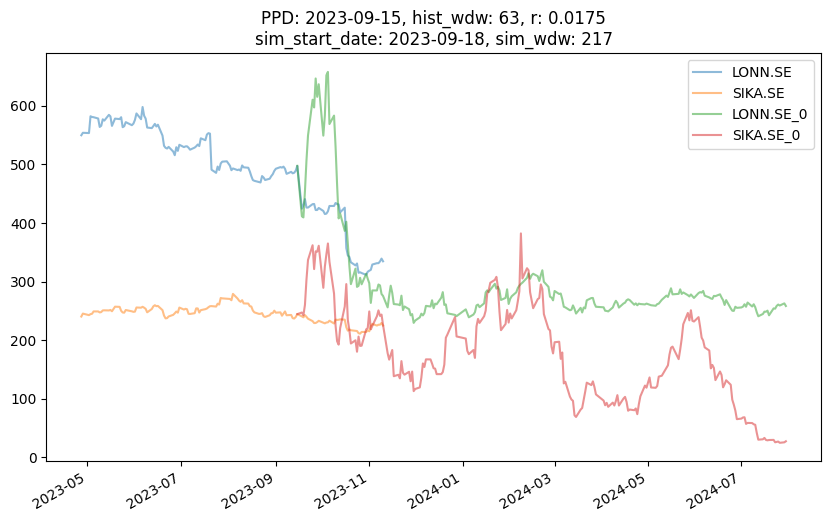 PPD: 2023-09-15, hist_wdw: 63, r: 0.0175
sim_start_date: 2023-09-18, sim_wdw: 217
LONN.SE
SIKA.SE
LONN.SE_0
SIKA.SE_0
600
500
400
300
200
100
0
2023-05
2023-07
2023-09
2023-11
2024-01
2024-03
2024-05
2024-07